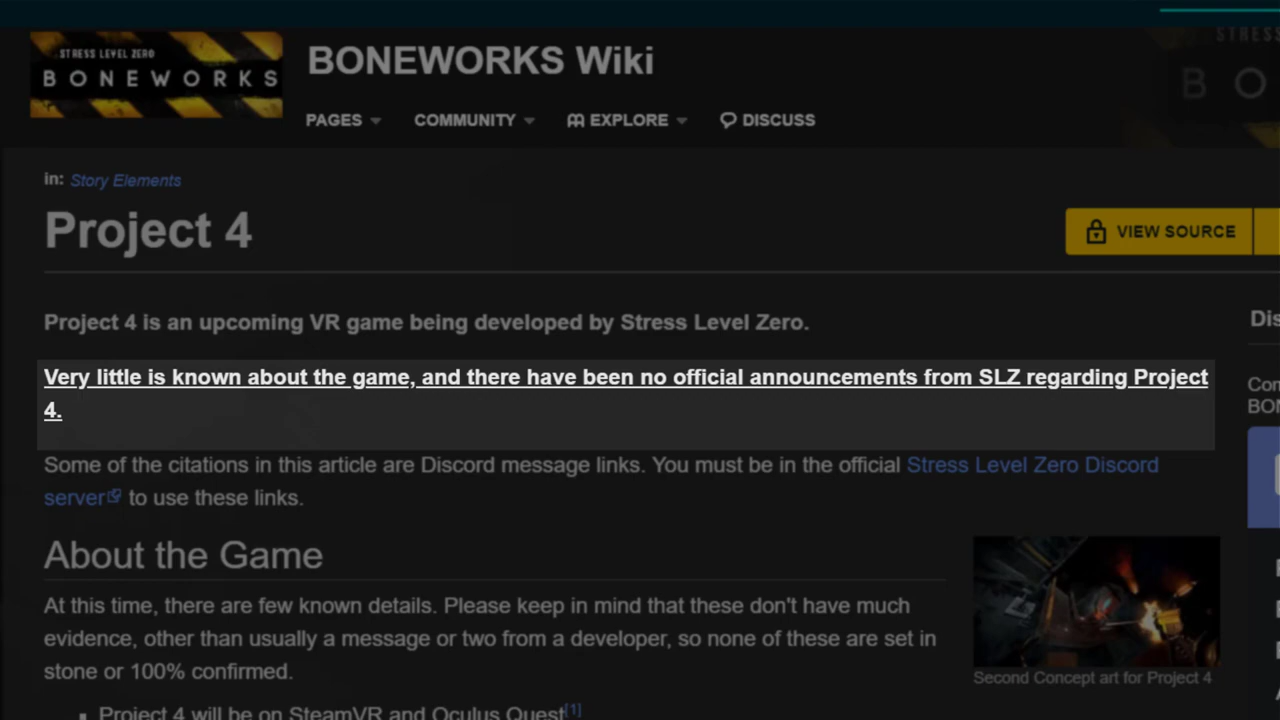 STRESS LEVEL ZERO
BONEWORKS
BONEWORKS Wiki
STRESS
BO
PAGES
COMMUNITY
EXPLORE
DISCUSS
in: Story Elements
Project 4
VIEW SOURCE
Project 4 is an upcoming VR game being developed by Stress Level Zero.
Dis
Very little is known about the game, and there have been no official announcements from SLZ regarding Project
4.
Com
BON
Some of the citations in this article are Discord message links. You must be in the official Stress Level Zero Discord
server to use these links.
About the Game
At this time, there are few known details. Please keep in mind that these don't have much
evidence, other than usually a message or two from a developer, so none of these are set in
stone or 100% confirmed.
Second Concept art for Project 4
Project 4 will be on SteamVR and Oculus Quest[1]